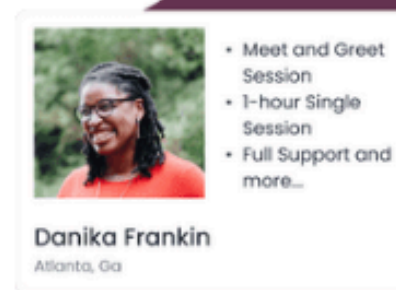 • Meet and Greet
Session
• 1-hour Single
Session
• Full Support and
more...
Danika Frankin
Atlanta, Ga